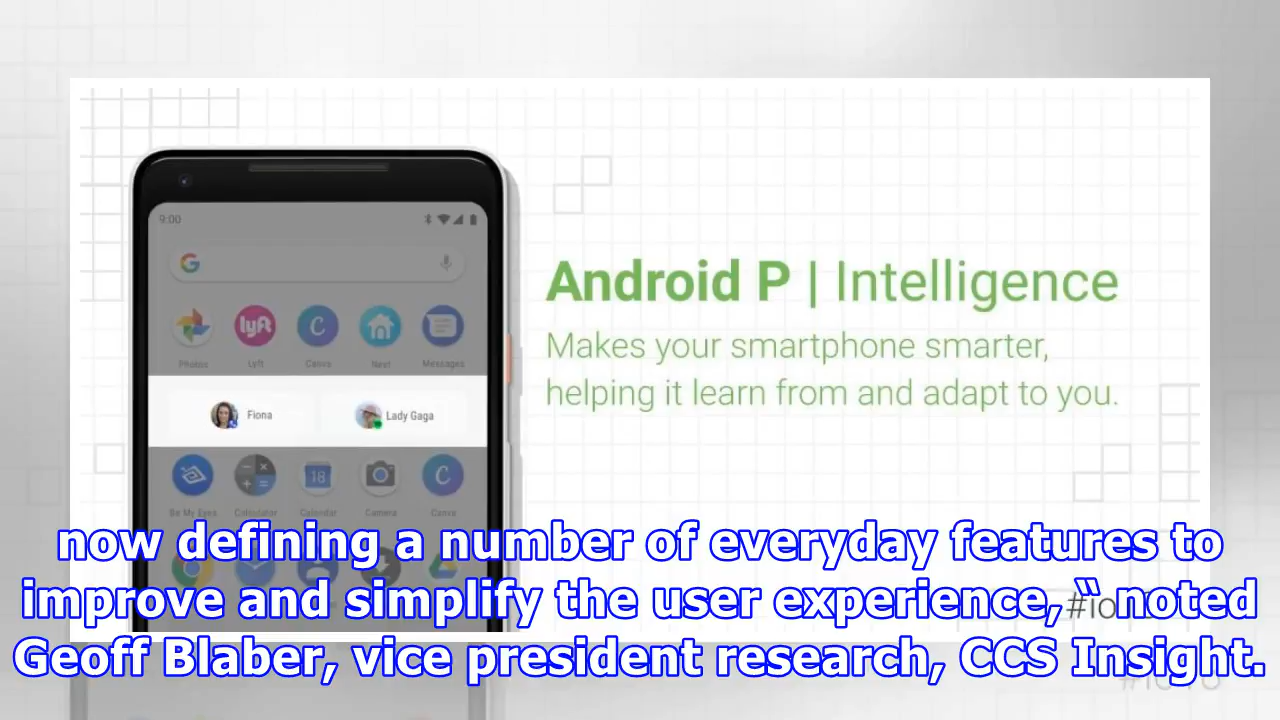 9:00
Photos
lyft
Lyft
Canva
Nest
Messages
Fiona
Lady Gaga
Be My Eyes
Calculator
18
Calendar
Camera
Canva
Android P | Intelligence
Makes your smartphone smarter,
helping it learn from and adapt to you.
now defining a number of everyday features to
improve and simplify the user experience,“ noted
Geoff Blaber, vice president research, CCS Insight.